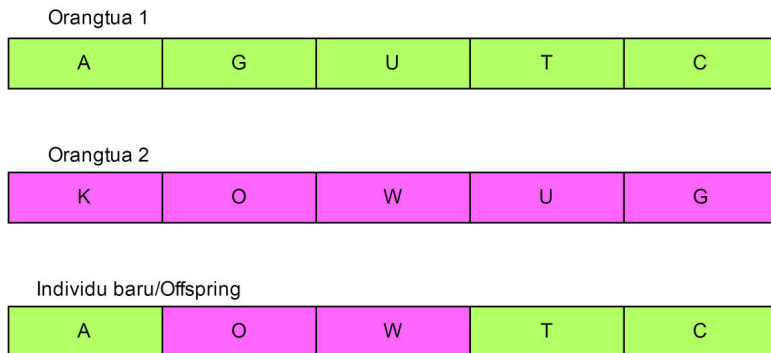 Orangtua 1
A G U T C
Orangtua 2
K O W U G
Individu baru/Offspring
A O W T C